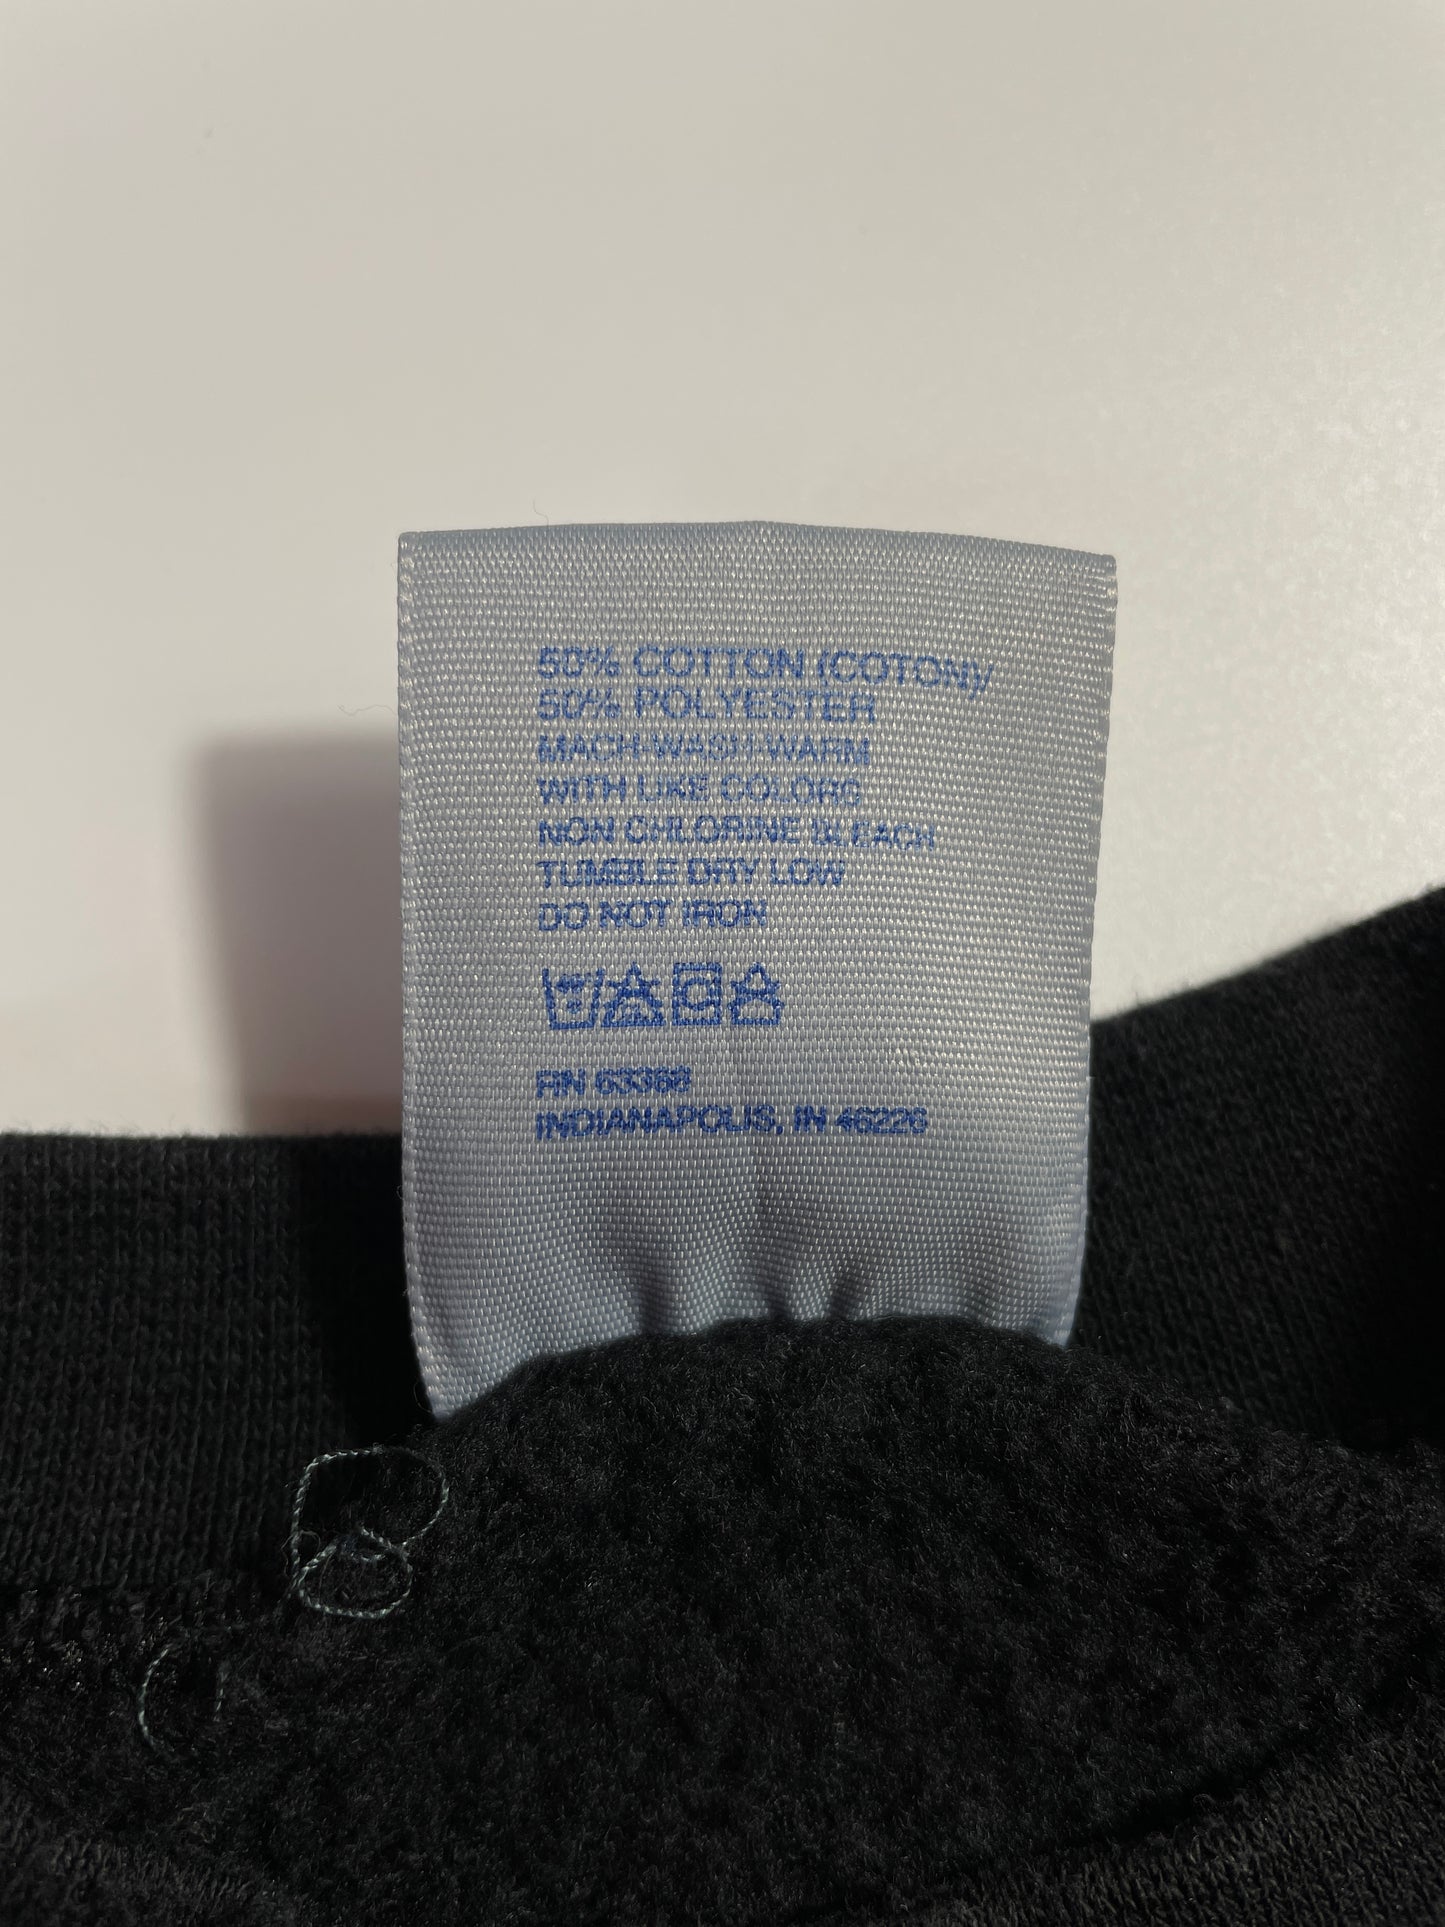 50% COTTON (COTON)/
50% POLYESTER
MACH-WASH-WARM
WITH LIKE COLORS
NON CHLORINE BLEACH
TUMBLE DRY LOW
DO NOT IRON
RN
INDIANAPOLIS, IN 46226